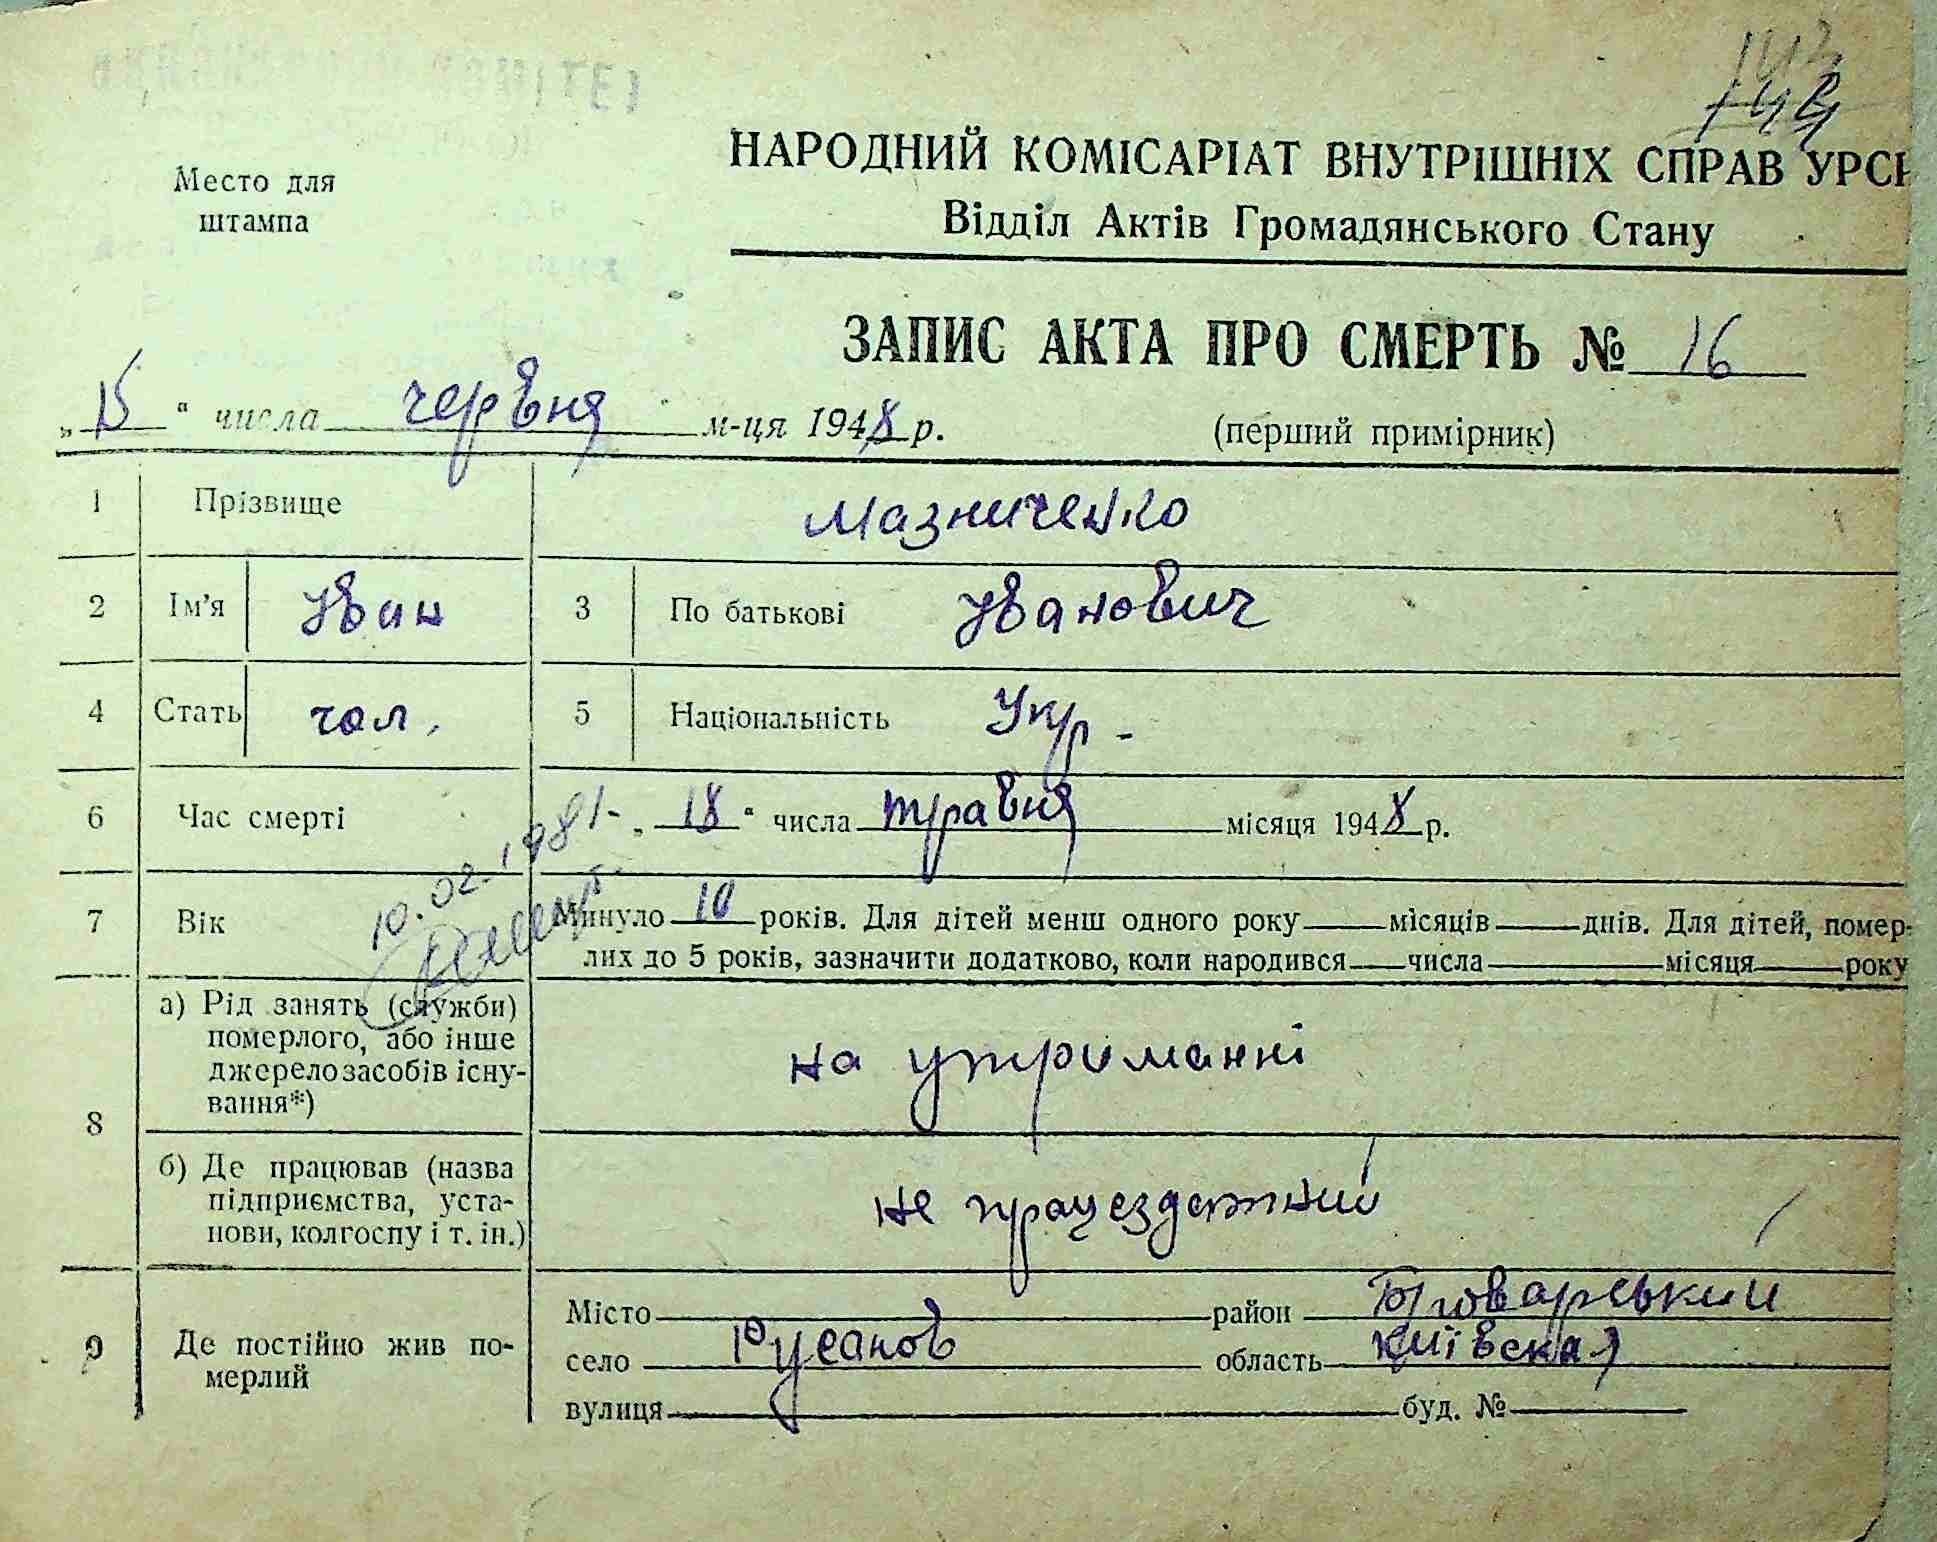 143
НАРОДНИЙ КОМІСАРІАТ ВНУТРІШНІХ СПРАВ УРСР
Место для
штампа
Відділ Актів Громадянського Стану
ЗАПИС АКТА ПРО СМЕРТЬ № 16
„15“ числа червня м-ця 1948 р.
(перший примірник)
1 Прізвище Мазниченко
2 Ім’я Іван 3 По батькові Іванович
4 Стать чол. 5 Національність Укр.
6 Час смерті „18“ числа травня місяця 1948 р.
10.02.1981
7 Вік Минуло 10 років. Для дітей менш одного року місяців днів. Для дітей, помер-
лих до 5 років, зазначити додатково, коли народився числа місяця року
8 а) Рід занять (служби)
померлого, або інше
джерело засобів існу-
вання*)
на утриманні
б) Де працював (назва
підприємства, уста-
нови, колгоспу і т. ін.)
не працездатний
9 Де постійно жив по-
мерлий
Місто район Броварський
село Русанов область Київская
вулиця буд. №